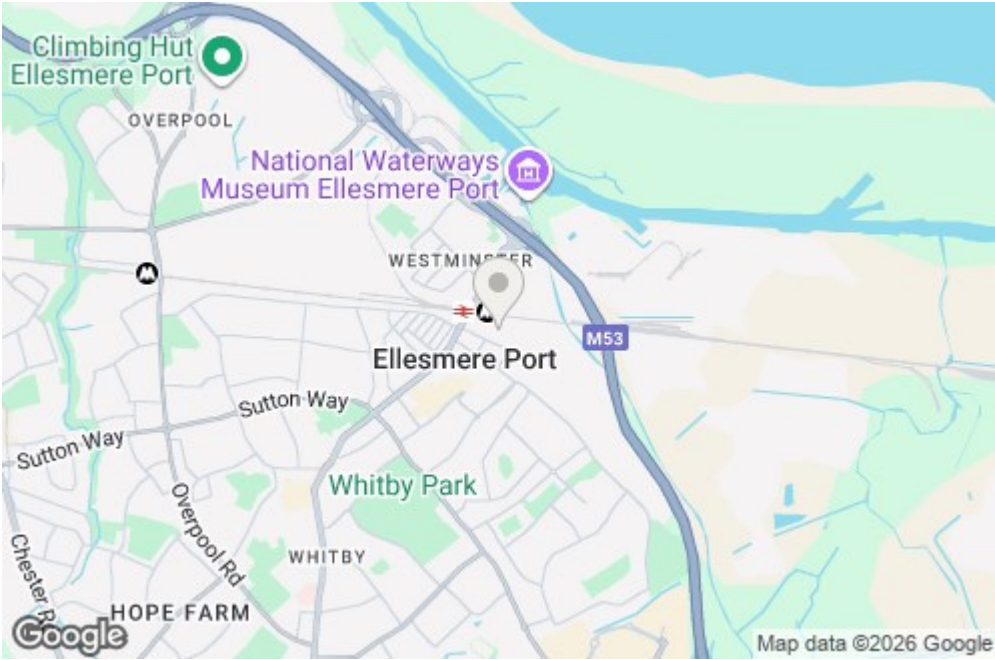 Climbing Hut
Ellesmere Port
OVERPOOL
National Waterways
Museum Ellesmere Port
WESTMINSTER
M53
Ellesmere Port
Sutton Way
Sutton Way
Whitby Park
Overpool Rd
WHITBY
Chester R
HOPE FARM
Google
Map data ©2026 Google